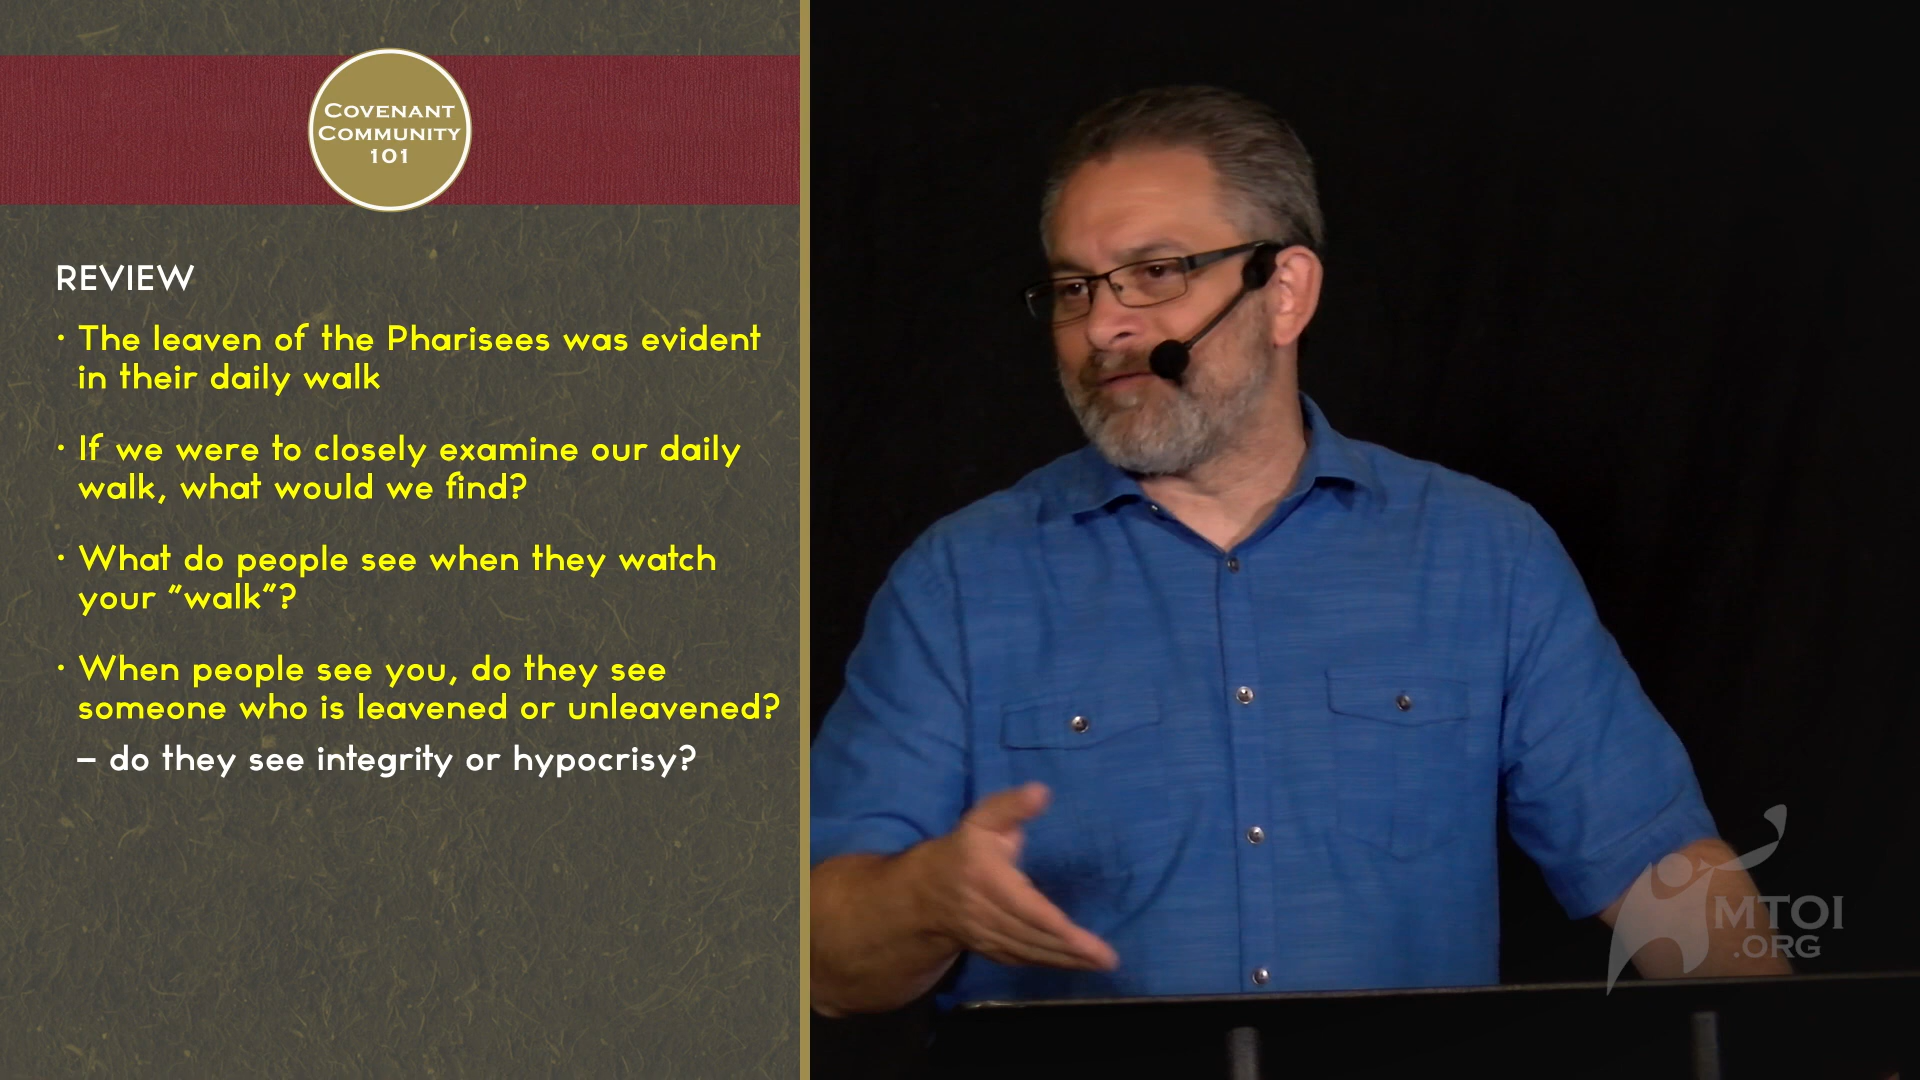 COVENANT
COMMUNITY
101
REVIEW
· The leaven of the Pharisees was evident
in their daily walk
· If we were to closely examine our daily
walk, what would we find?
· What do people see when they watch
your “walk”?
· When people see you, do they see
someone who is leavened or unleavened?
– do they see integrity or hypocrisy?
MTOI
.ORG